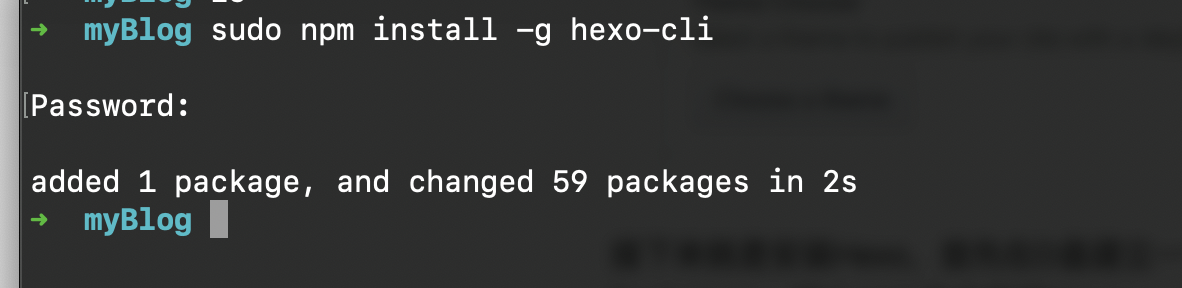 ➜ myBlog sudo npm install -g hexo-cli
[Password:
added 1 package, and changed 59 packages in 2s
➜ myBlog